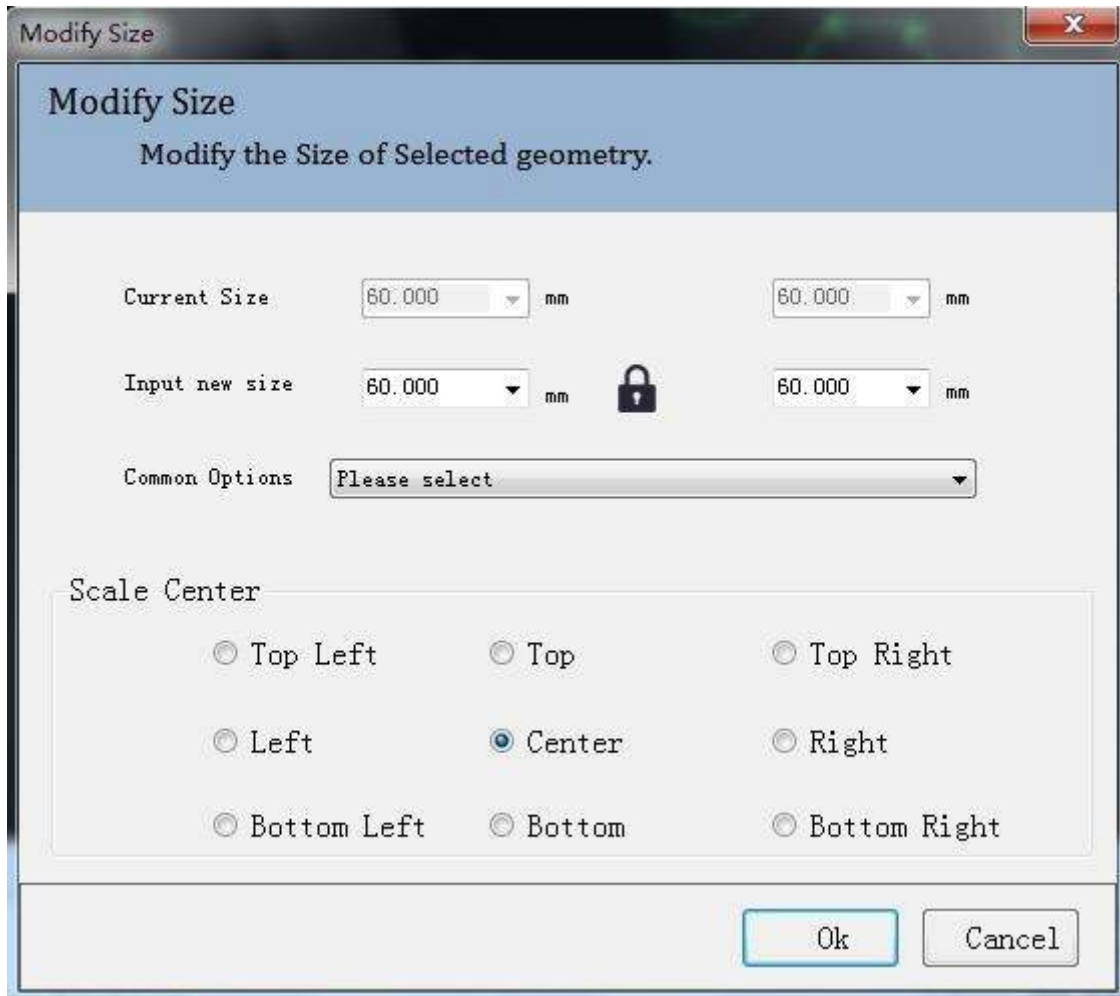 Modify Size
Modify Size
Modify the Size of Selected geometry.
Current Size 60.000 mm 60.000 mm
Input new size 60.000 mm 60.000 mm
Common Options Please select
Scale Center
Top Left Top Top Right
Left Center Right
Bottom Left Bottom Bottom Right
Ok Cancel